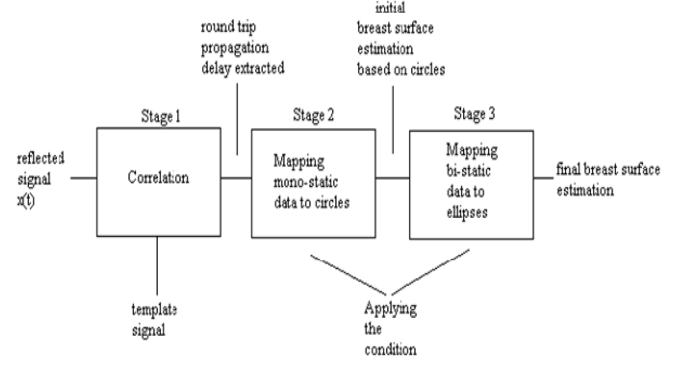 round trip
propagation
delay extracted
initial
breast surface
estimation
based on circles
Stage 1
Stage 2
Stage 3
reflected
signal
x(t)
Correlation
Mapping
mono-static
data to circles
Mapping
bi-static
data to
ellipses
final breast surface
estimation
template
signal
Applying
the
condition